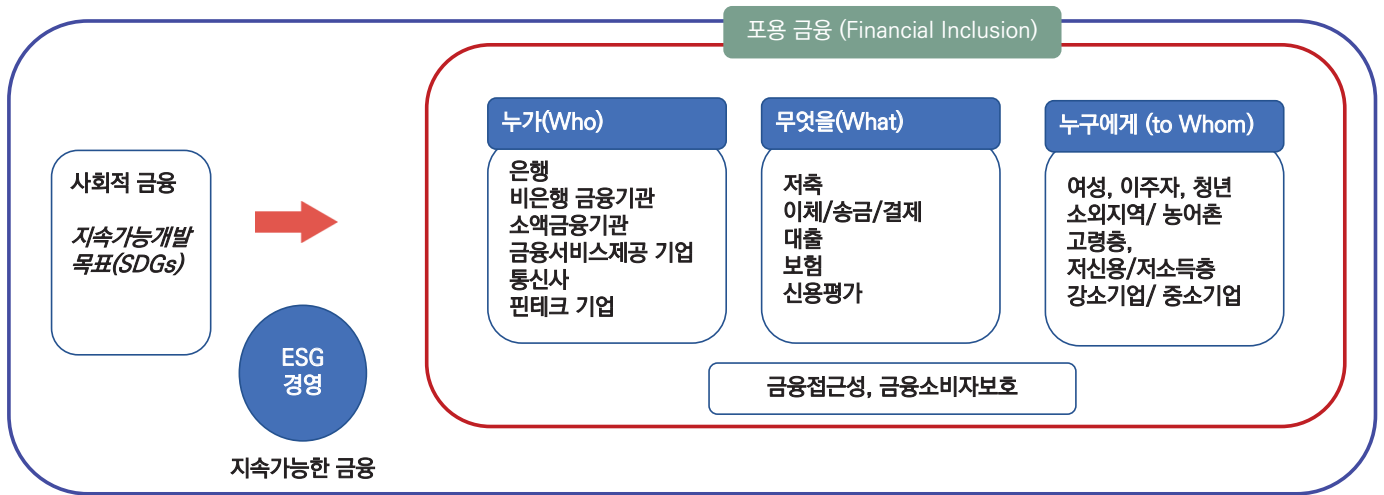 포용 금융 (Financial Inclusion)
사회적 금융
지속가능개발
목표(SDGs)
ESG
경영
지속가능한 금융
누가(Who)
은행
비은행 금융기관
소액금융기관
금융서비스제공 기업
통신사
핀테크 기업
무엇을(What)
저축
이체/송금/결제
대출
보험
신용평가
누구에게 (to Whom)
여성, 이주자, 청년
소외지역/ 농어촌
고령층,
저신용/저소득층
강소기업/ 중소기업
금융접근성, 금융소비자보호